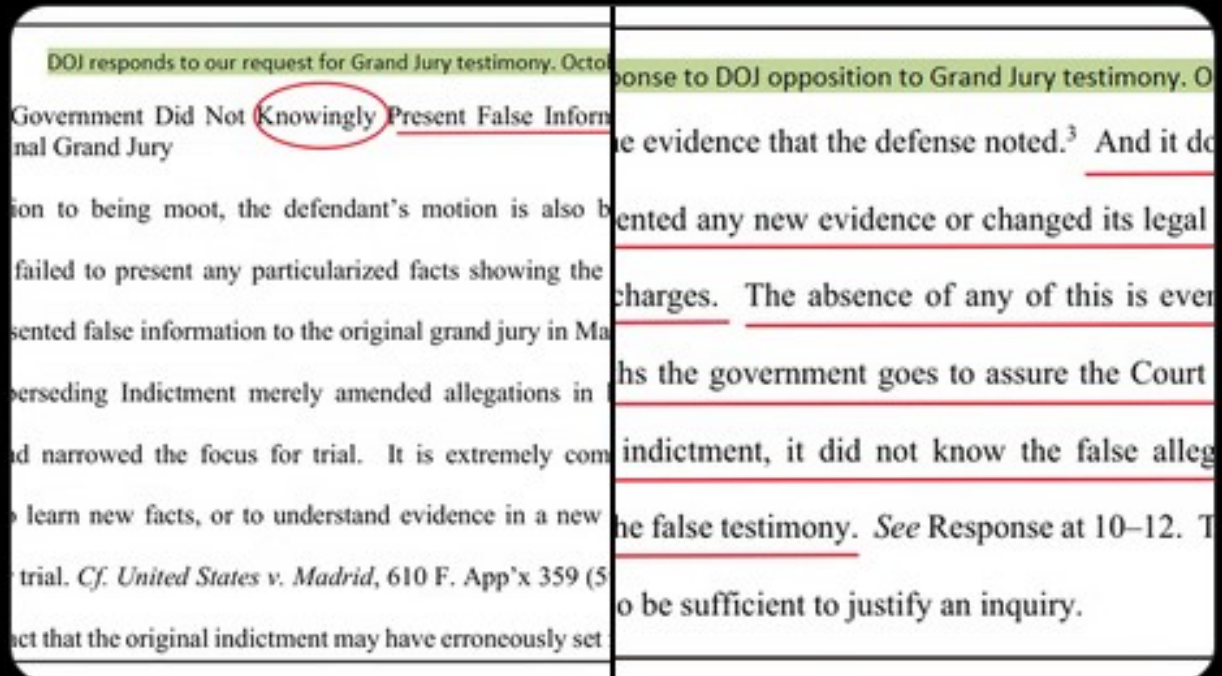 DOJ responds to our request for Grand Jury testimony. Octo
Government Did Not Knowingly Present False Inform
nal Grand Jury
ion to being moot, the defendant's motion is also b
failed to present any particularized facts showing the
sented false information to the original grand jury in Ma
perseding Indictment merely amended allegations in
d narrowed the focus for trial. It is extremely com
learn new facts, or to understand evidence in a new
trial. Cf. United States v. Madrid, 610 F. App'x 359 (5
ct that the original indictment may have erroneously set
ponse to DOJ opposition to Grand Jury testimony. O
e evidence that the defense noted.³ And it do
ented any new evidence or changed its legal
charges. The absence of any of this is ever
hs the government goes to assure the Court
indictment, it did not know the false alleg
he false testimony. See Response at 10–12. T
o be sufficient to justify an inquiry.